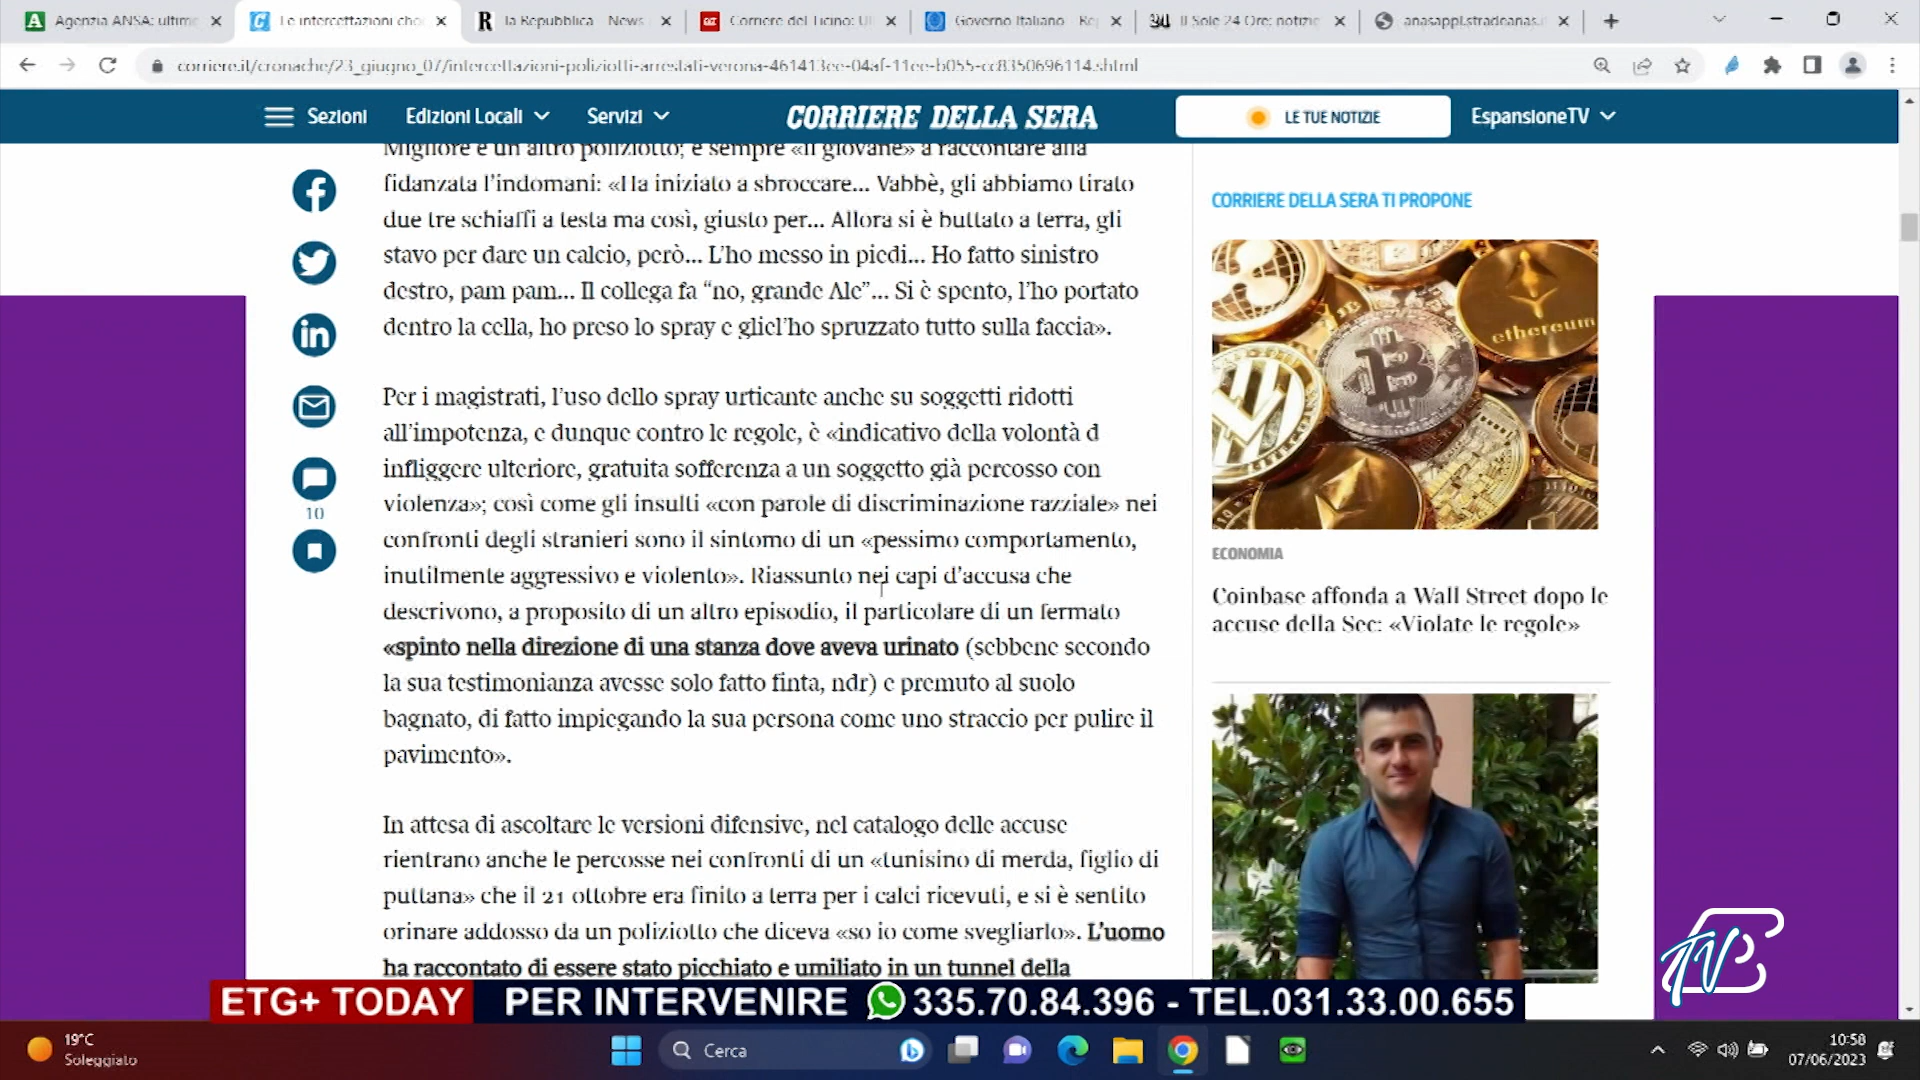 Agenzia ANSA: ultime
Le intercettazioni cho
la Repubblica - News
Corriere del Ticino: Ul
Governo Italiano - Re
Il Sole 24 Ore: notizie
anasappl.stradeanas.it
corriere.it/cronache/23_giugno_07/intercettazioni-poliziotti-arrestati-verona-461413ee-04af-11ee-b055-cc8350696114.shtml
Sezioni
Edizioni Locali
Servizi
CORRIERE DELLA SERA
LE TUE NOTIZIE
EspansioneTV
Migliore e un altro poliziotto; è sempre «il giovane» a raccontare alla
fidanzata l'indomani: «Ha iniziato a sbroccare... Vabbè, gli abbiamo tirato
due tre schiaffi a testa ma così, giusto per... Allora si è buttato a terra, gli
stavo per dare un calcio, però... L'ho messo in piedi... Ho fatto sinistro
destro, pam pam... Il collega fa "no, grande Ale"... Si è spento, l'ho portato
dentro la cella, ho preso lo spray e gliel'ho spruzzato tutto sulla faccia».
Per i magistrati, l'uso dello spray urticante anche su soggetti ridotti
all'impotenza, e dunque contro le regole, è «indicativo della volontà d
infliggere ulteriore, gratuita sofferenza a un soggetto già percosso con
violenza»; così come gli insulti «con parole di discriminazione razziale» nei
confronti degli stranieri sono il sintomo di un «pessimo comportamento,
inutilmente aggressivo e violento». Riassunto nei capi d'accusa che
descrivono, a proposito di un altro episodio, il particolare di un fermato
«spinto nella direzione di una stanza dove aveva urinato (sebbene secondo
la sua testimonianza avesse solo fatto finta, ndr) e premuto al suolo
bagnato, di fatto impiegando la sua persona come uno straccio per pulire il
pavimento».
In attesa di ascoltare le versioni difensive, nel catalogo delle accuse
rientrano anche le percosse nei confronti di un «tunisino di merda, figlio di
puttana» che il 21 ottobre era finito a terra per i calci ricevuti, e si è sentito
orinare addosso da un poliziotto che diceva «so io come svegliarlo». L'uomo
ha raccontato di essere stato picchiato e umiliato in un tunnel della
10
CORRIERE DELLA SERA TI PROPONE
ethereum
ECONOMIA
Coinbase affonda a Wall Street dopo le
accuse della Sec: «Violate le regole»
ETG+ TODAY
PER INTERVENIRE 335.70.84.396 - TEL.031.33.00.655
19°C
Soleggiato
Cerca
10:58
07/06/2023